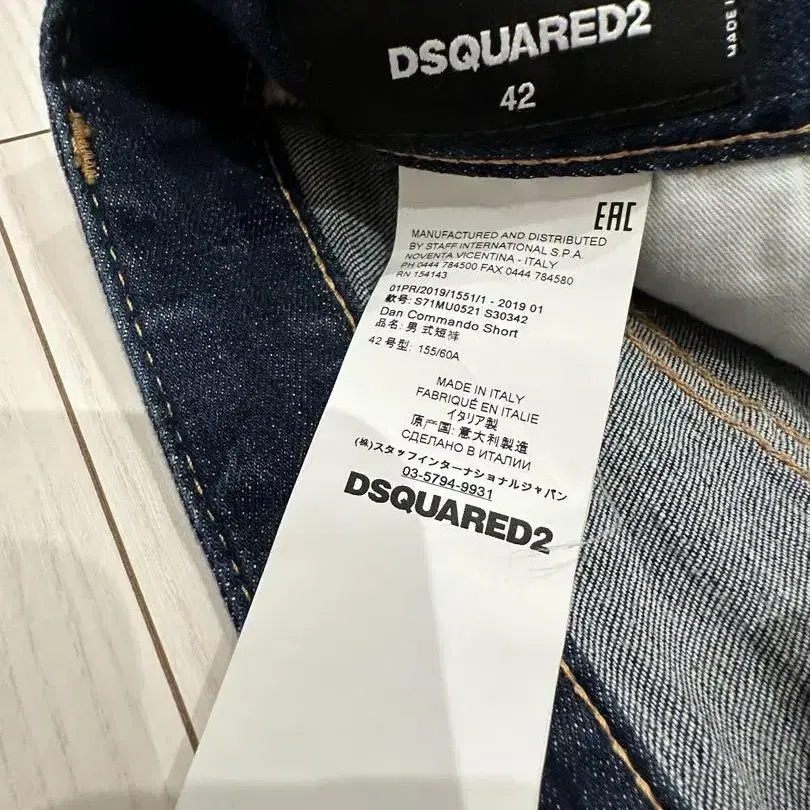 DSQUARED2
42
MADE I
EAC
MANUFACTURED AND DISTRIBUTED
BY STAFF INTERNATIONAL S.P.A.
NOVENTA VICENTINA - ITALY
PH.0444 784500 FAX 0444 784580
RN 154143
01PR/2019/1551/1 - 2019 01
款号: S71MU0521 S30342
Dan Commando Short
品名: 男式短裤
42 号型: 155/60A
MADE IN ITALY
FABRIQUÉ EN ITALIE
イタリア製
原产国: 意大利製造
СДЕЛАНО В ИТАЛИИ
(株)スタッフインターナショナルジャパン
03-5794-9931
DSQUARED2